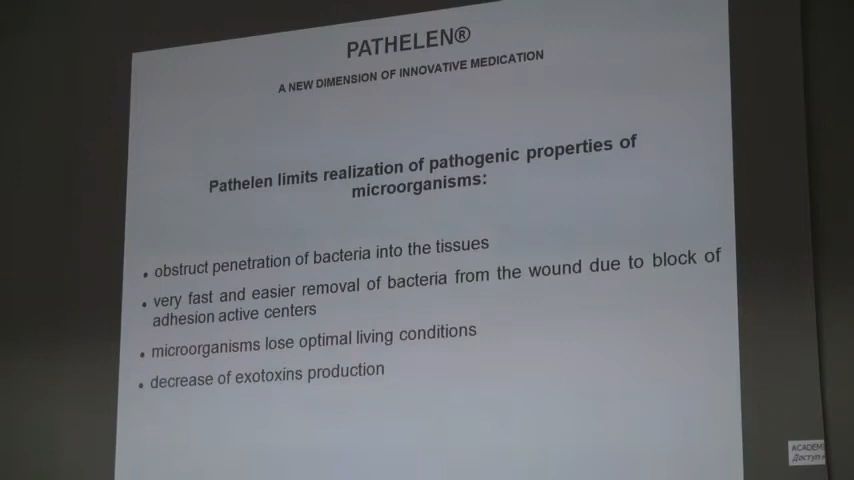 PATHELEN®
A NEW DIMENSION OF INNOVATIVE MEDICATION
Pathelen limits realization of pathogenic properties of
microorganisms:
• obstruct penetration of bacteria into the tissues
• very fast and easier removal of bacteria from the wound due to block of
adhesion active centers
• microorganisms lose optimal living conditions
• decrease of exotoxins production